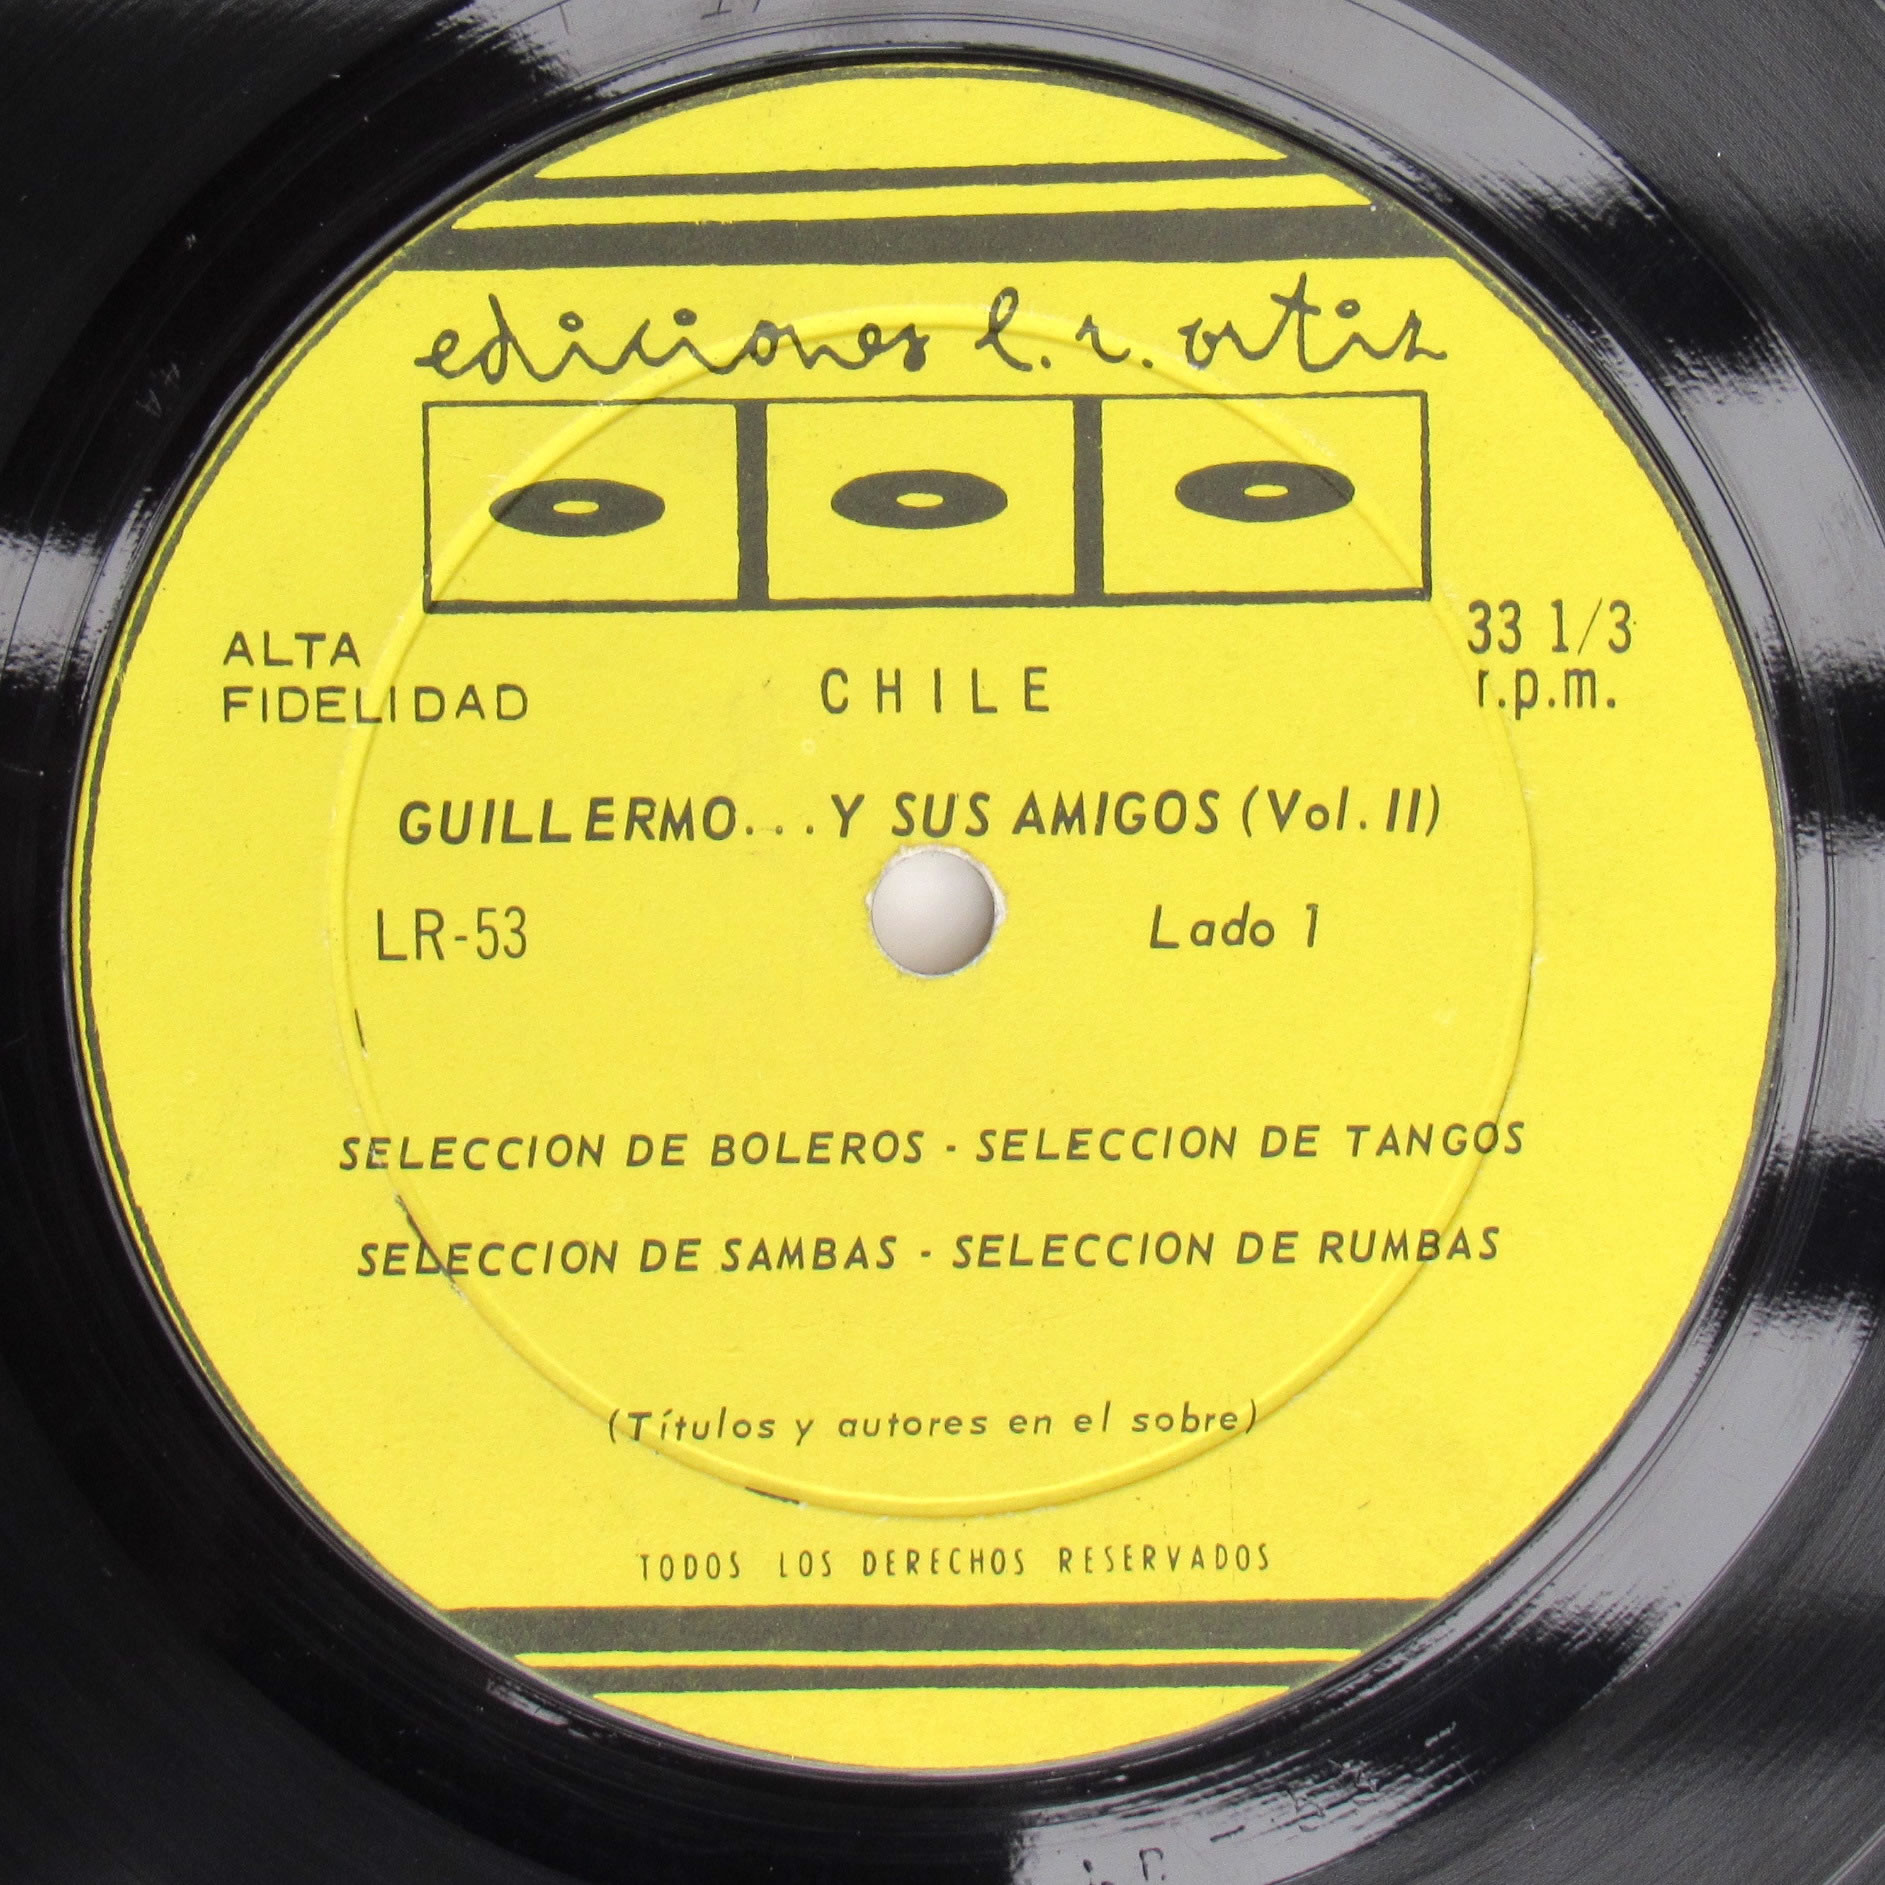 ediciones l. r. ortiz
ALTA
FIDELIDAD
CHILE
33 1/3
r.p.m.
GUILLERMO...Y SUS AMIGOS (Vol. II)
LR-53
Lado 1
SELECCION DE BOLEROS - SELECCION DE TANGOS
SELECCION DE SAMBAS - SELECCION DE RUMBAS
(Títulos y autores en el sobre)
TODOS LOS DERECHOS RESERVADOS